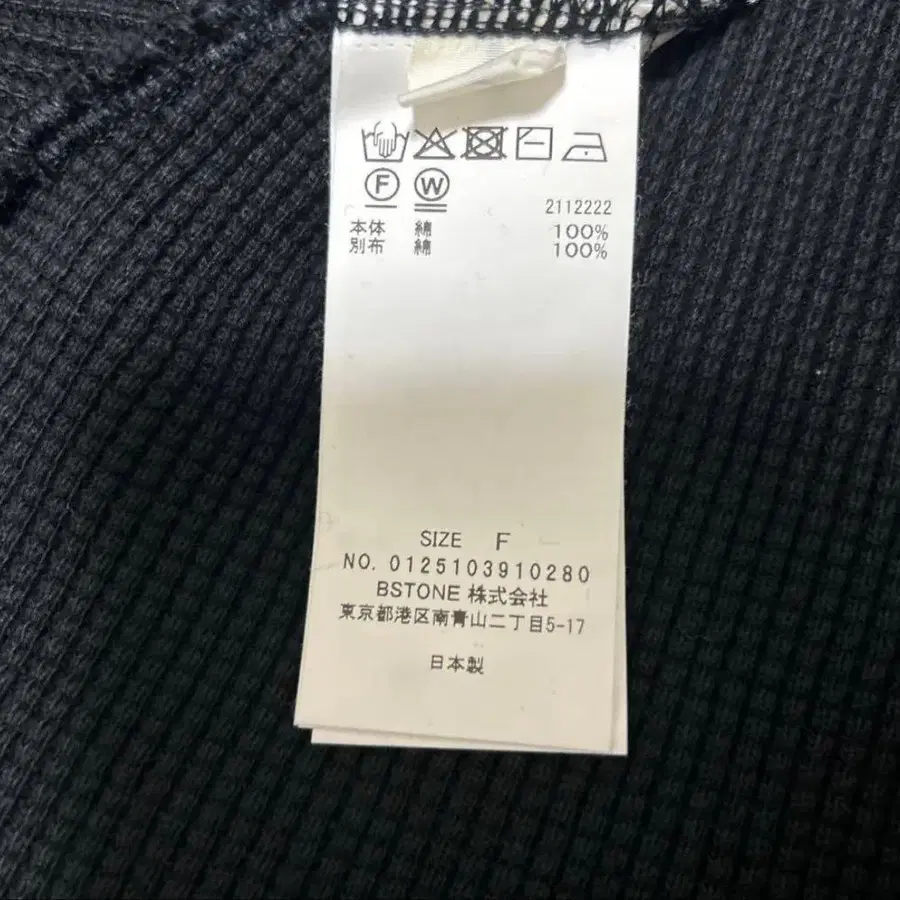 F W
2112222
本体 綿 100%
別布 綿 100%
SIZE F
NO. 0125103910280
BSTONE 株式会社
東京都港区南青山二丁目5-17
日本製